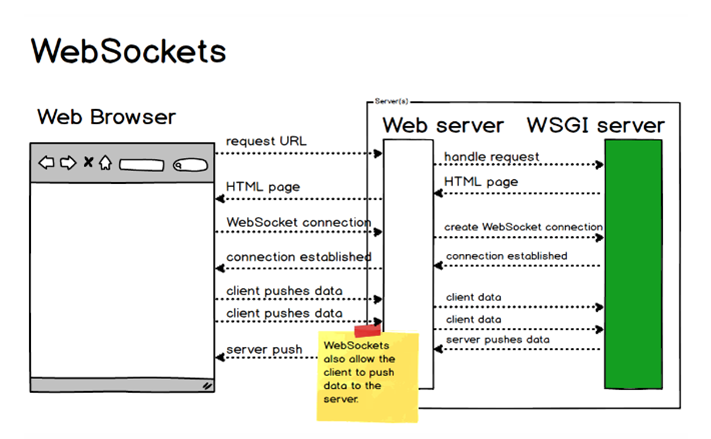 WebSockets
Server(s)
Web Browser
Web server
WSGI server
request URL
handle request
HTML page
HTML page
WebSocket connection
create WebSocket connection
connection established
connection established
client pushes data
client data
client pushes data
client data
server push
server pushes data
WebSockets
also allow the
client to push
data to the
server.